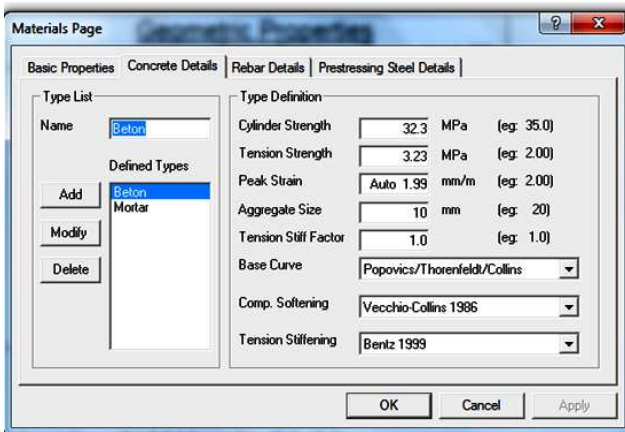 Materials Page
Geometric Properties
Basic Properties Concrete Details Rebar Details Prestressing Steel Details
Type List
Name Beton
Defined Types
Beton
Mortar
Add
Modify
Delete
Type Definition
Cylinder Strength 32.3 MPa (eg: 35.0)
Tension Strength 3.23 MPa (eg: 2.00)
Peak Strain Auto 1.99 mm/m (eg: 2.00)
Aggregate Size 10 mm (eg: 20)
Tension Stiff Factor 1.0 (eg: 1.0)
Base Curve Popovics/Thorenfeldt/Collins
Comp. Softening Vecchio-Collins 1986
Tension Stiffening Bentz 1999
OK Cancel Apply